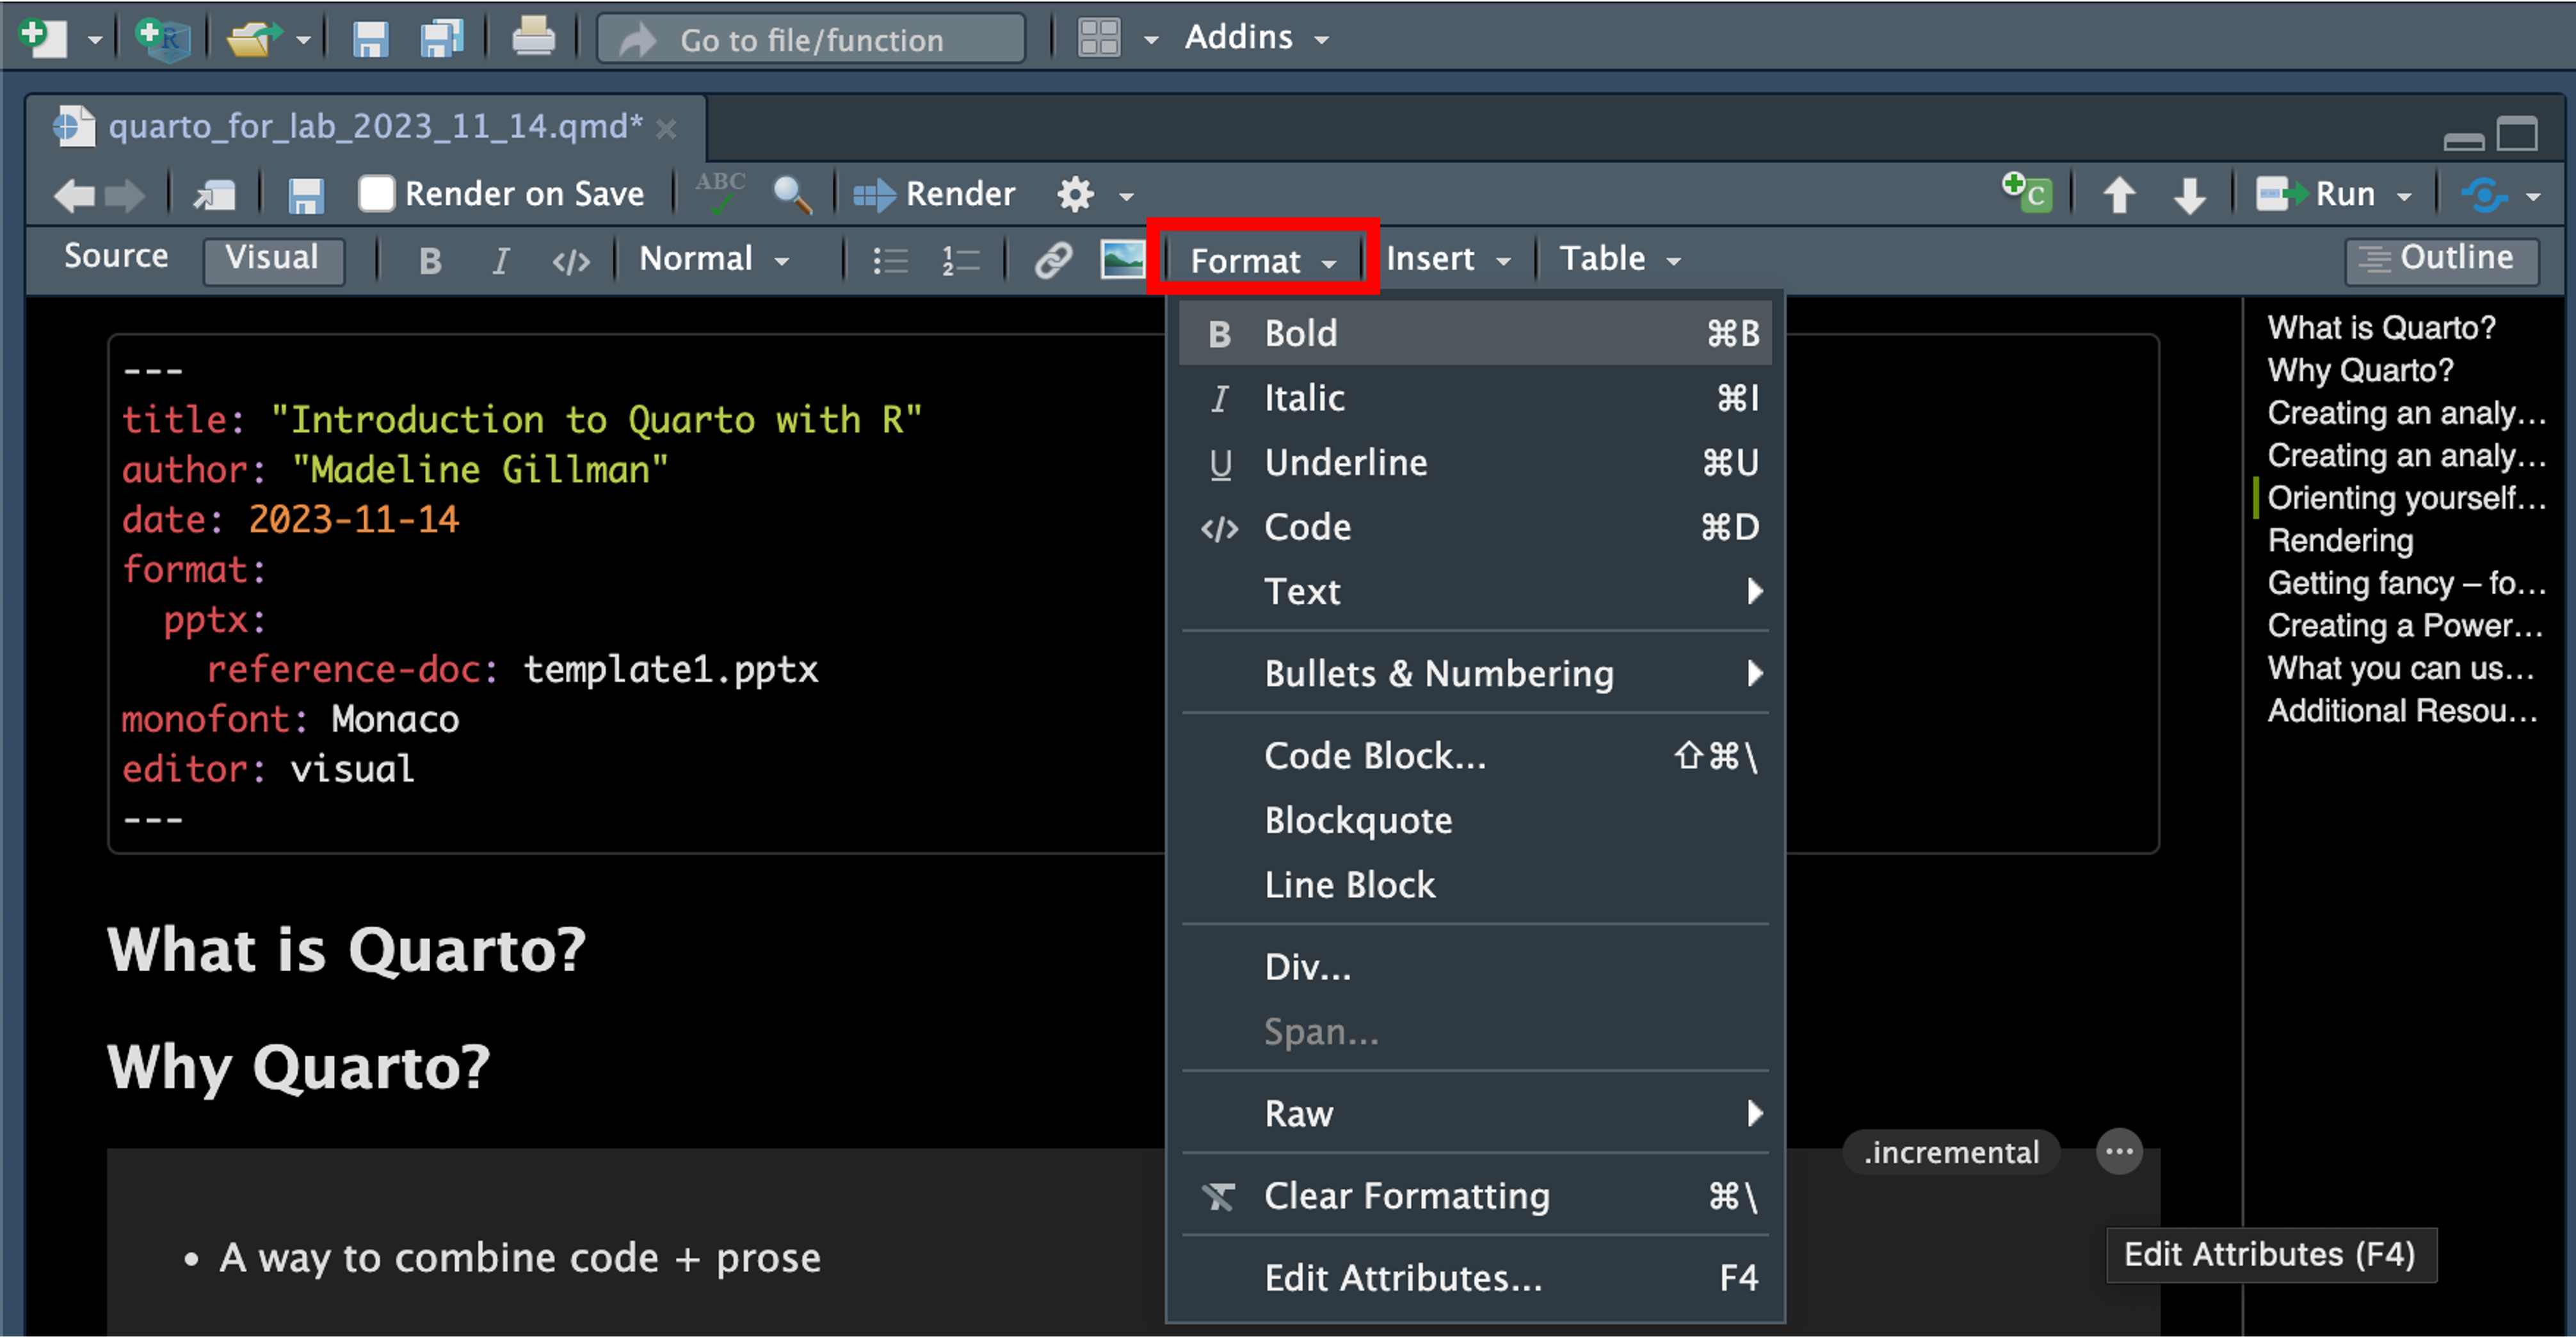 Go to file/function Addins
quarto_for_lab_2023_11_14.qmd*
Render on Save ABC Render C Run
Source Visual B I </> Normal Format Insert Table Outline
---
title: "Introduction to Quarto with R"
author: "Madeline Gillman"
date: 2023-11-14
format:
pptx:
reference-doc: template1.pptx
monofont: Monaco
editor: visual
---
What is Quarto?
Why Quarto?
.incremental ...
• A way to combine code + prose
B Bold ⌘B
I Italic ⌘I
U Underline ⌘U
</> Code ⌘D
Text
Bullets & Numbering
Code Block... ⇧⌘\
Blockquote
Line Block
Div...
Span...
Raw
Clear Formatting ⌘\
Edit Attributes... F4
Edit Attributes (F4)
What is Quarto?
Why Quarto?
Creating an analy...
Creating an analy...
Orienting yourself...
Rendering
Getting fancy – fo...
Creating a Power...
What you can us...
Additional Resou...